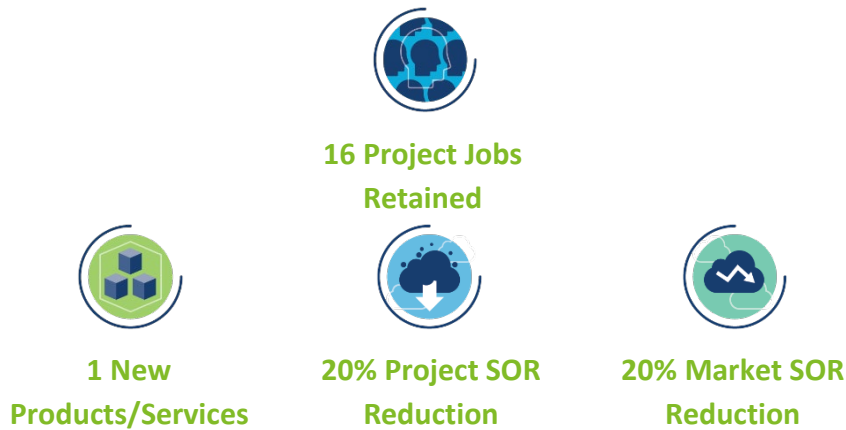 16 Project Jobs
Retained
1 New
Products/Services
20% Project SOR
Reduction
20% Market SOR
Reduction